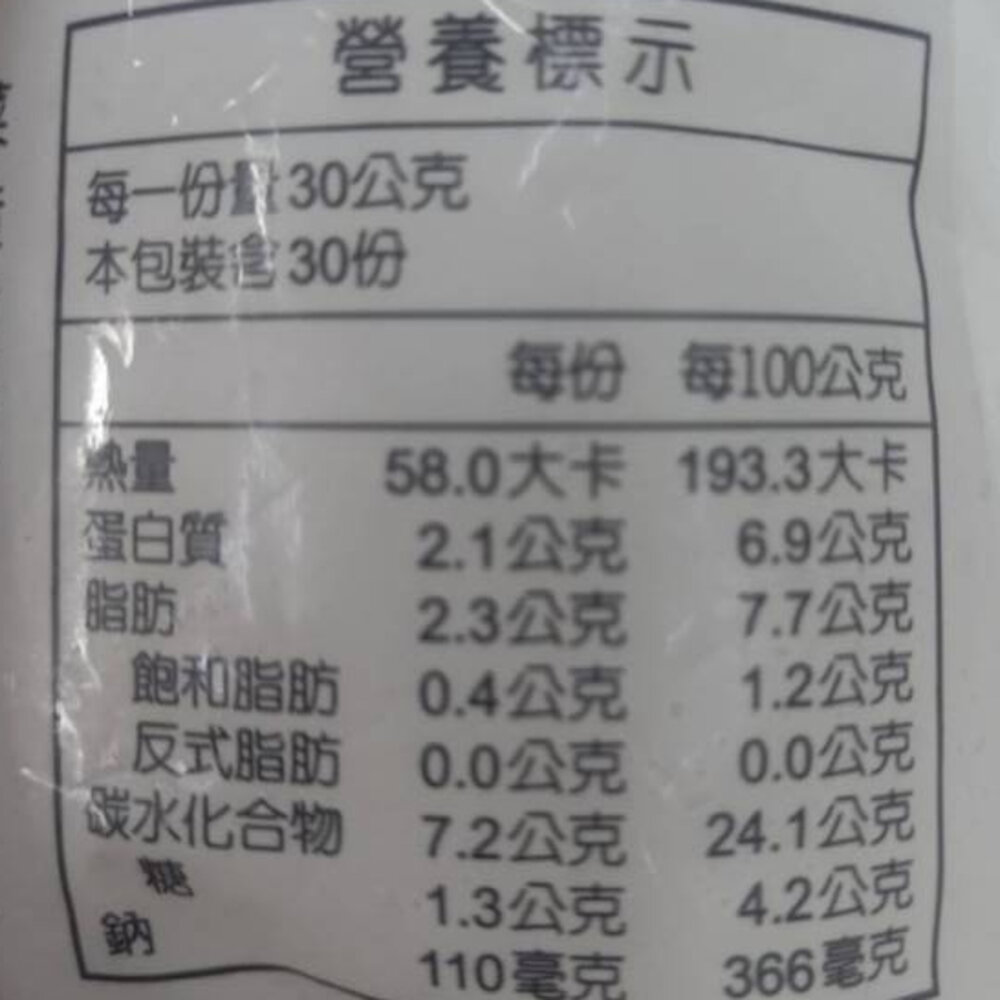 營養標示
每一份量30公克
本包裝含30份
每份 每100公克
熱量 58.0大卡 193.3大卡
蛋白質 2.1公克 6.9公克
脂肪 2.3公克 7.7公克
飽和脂肪 0.4公克 1.2公克
反式脂肪 0.0公克 0.0公克
碳水化合物 7.2公克 24.1公克
糖 1.3公克 4.2公克
鈉 110毫克 366毫克